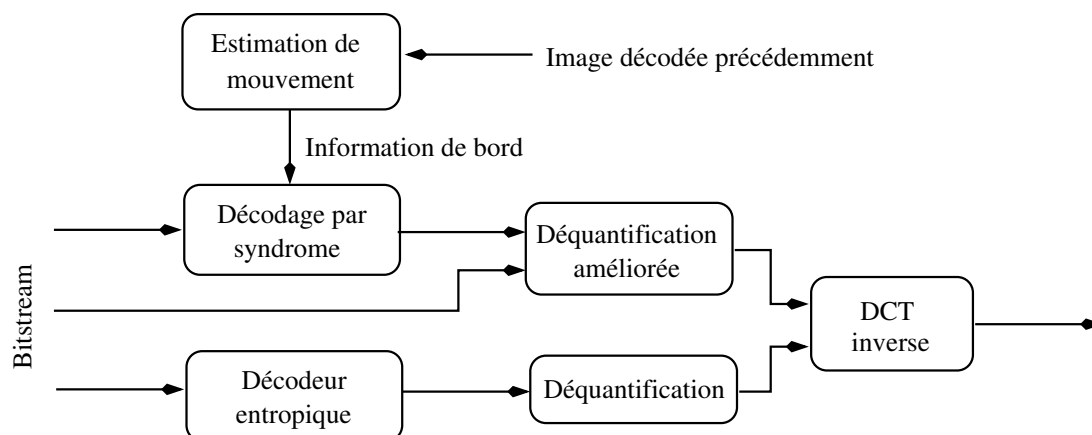 Estimation de
mouvement
Image décodée précédemment
Information de bord
Décodage par
syndrome
Déquantification
améliorée
Bitstream
DCT
inverse
Décodeur
entropique
Déquantification